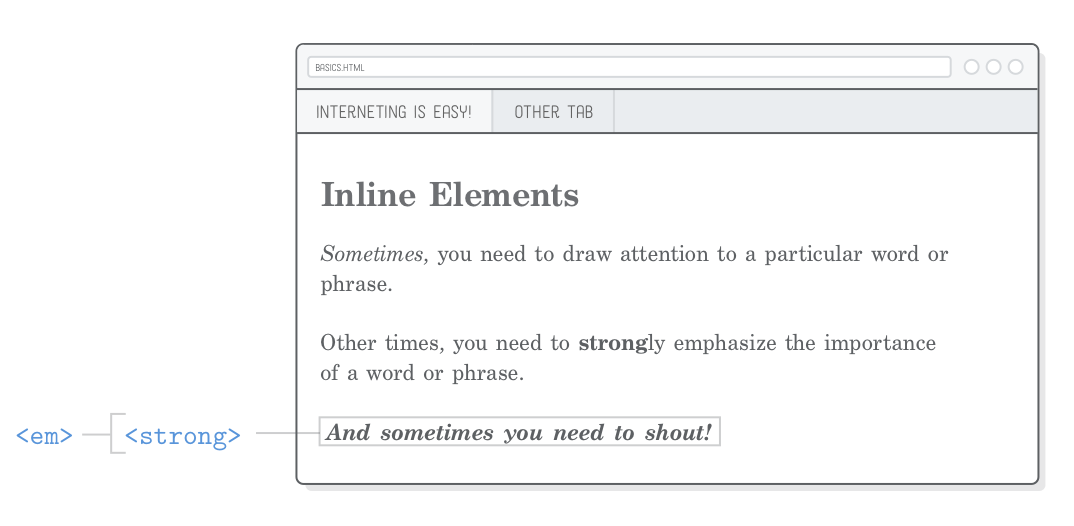 BASICS.HTML
INTERNETING IS EASY!
OTHER TAB
Inline Elements
Sometimes, you need to draw attention to a particular word or
phrase.
Other times, you need to strongly emphasize the importance
of a word or phrase.
<em>
<strong>
And sometimes you need to shout!